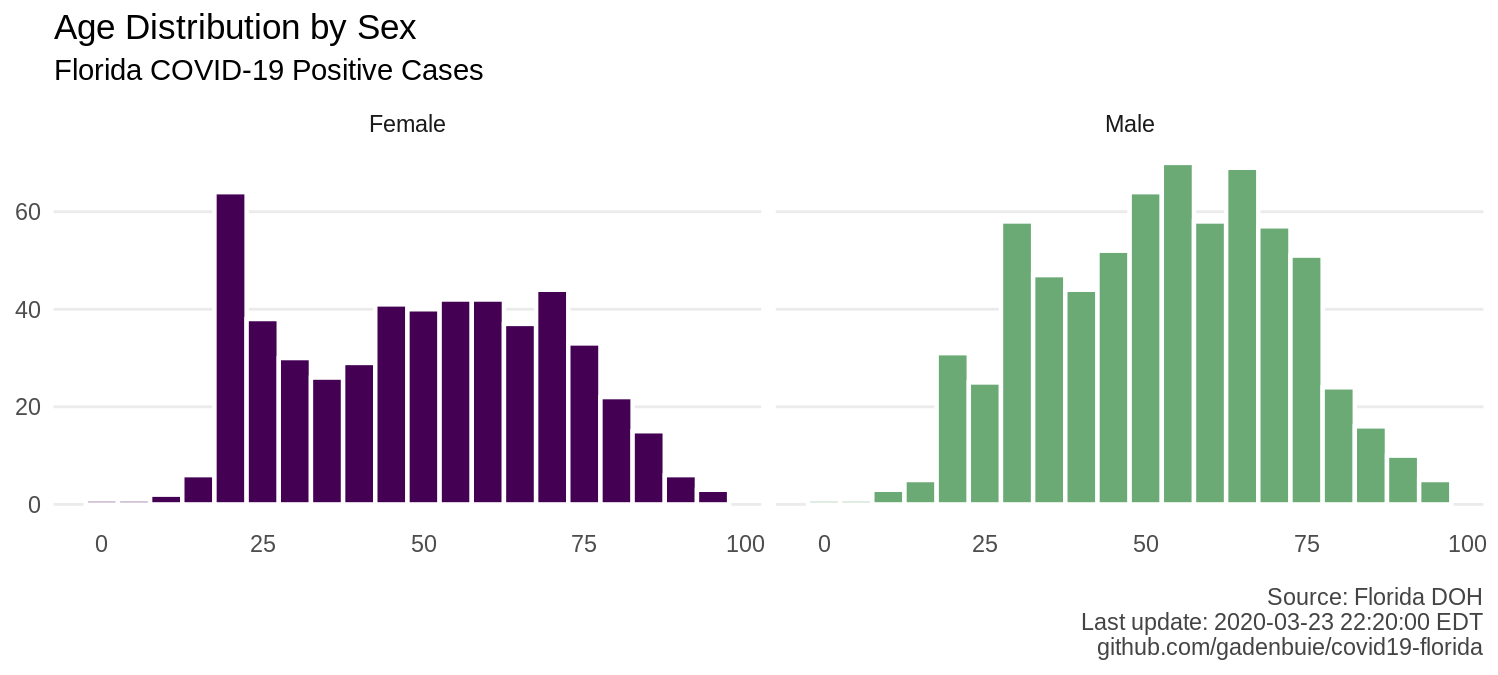 Age Distribution by Sex
Florida COVID-19 Positive Cases
Female
Male
60
40
20
0
0 25 50 75 100
0 25 50 75 100
Source: Florida DOH
Last update: 2020-03-23 22:20:00 EDT
github.com/gadenbuie/covid19-florida